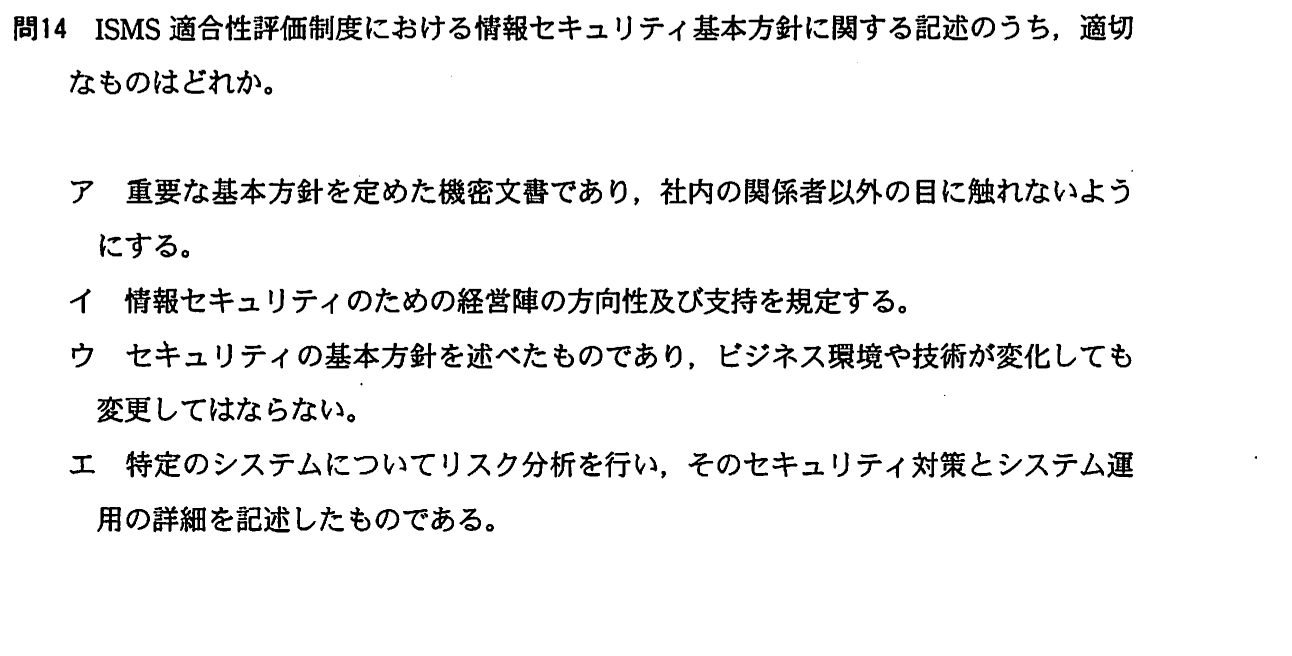 問14 ISMS 適合性評価制度における情報セキュリティ基本方針に関する記述のうち，適切
なものはどれか。
ア 重要な基本方針を定めた機密文書であり，社内の関係者以外の目に触れないよう
にする。
イ 情報セキュリティのための経営陣の方向性及び支持を規定する。
ウ セキュリティの基本方針を述べたものであり，ビジネス環境や技術が変化しても
変更してはならない。
エ 特定のシステムについてリスク分析を行い，そのセキュリティ対策とシステム運
用の詳細を記述したものである。